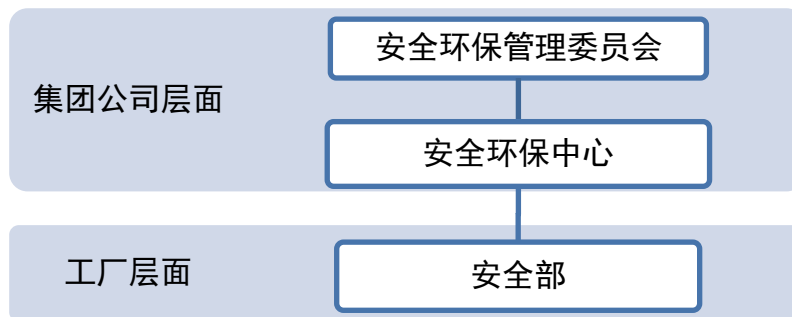 安全环保管理委员会
集团公司层面
安全环保中心
工厂层面
安全部